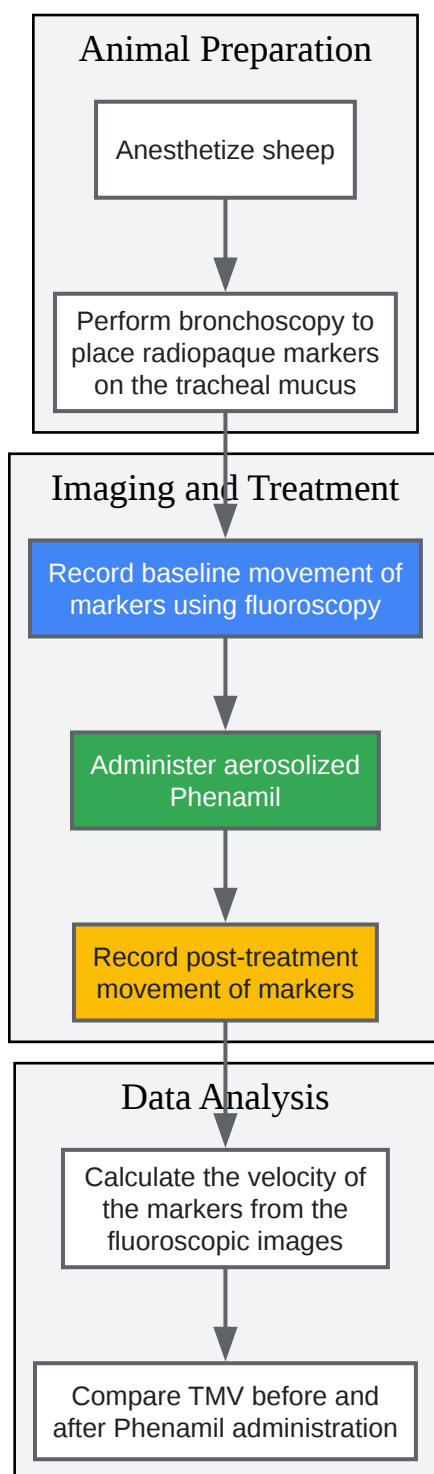 Animal Preparation
Anesthetize sheep
Perform bronchoscopy to
place radiopaque markers
on the tracheal mucus
Imaging and Treatment
Record baseline movement of
markers using fluoroscopy
Administer aerosolized
Phenamil
Record post-treatment
movement of markers
Data Analysis
Calculate the velocity of
the markers from the
fluoroscopic images
Compare TMV before and
after Phenamil administration